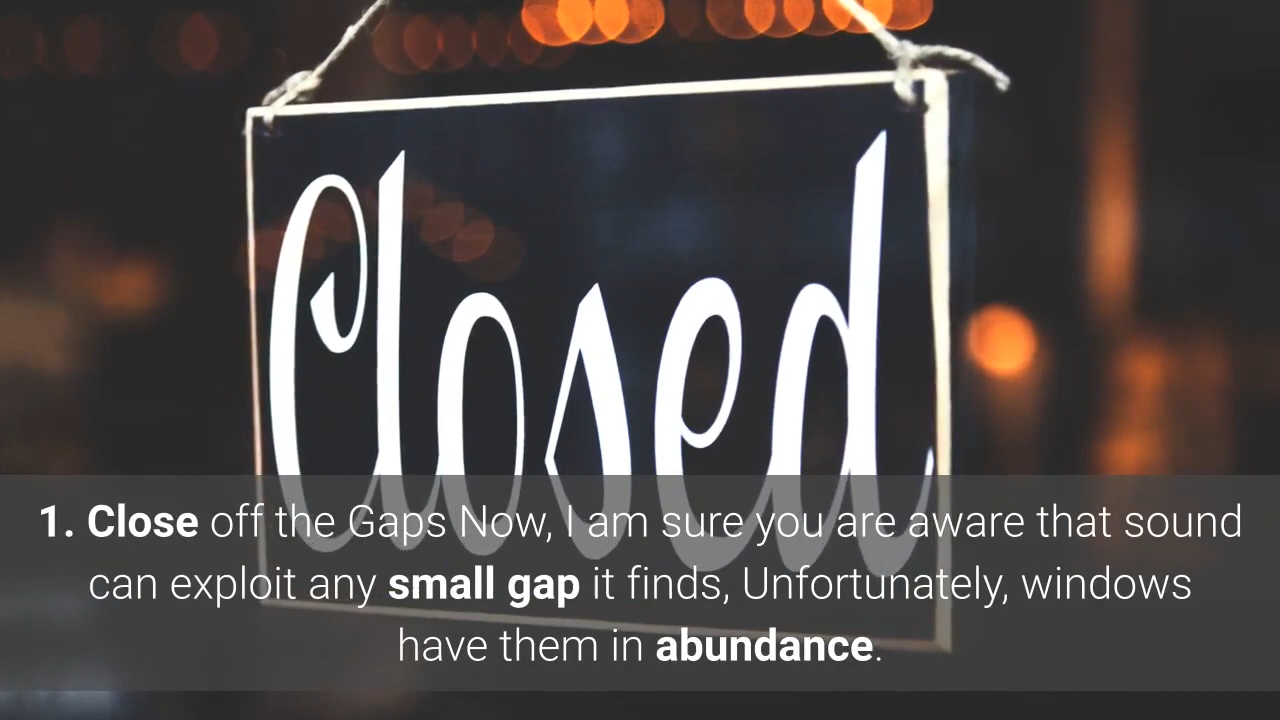 Closed
1. Close off the Gaps Now, I am sure you are aware that sound
can exploit any small gap it finds, Unfortunately, windows
have them in abundance.